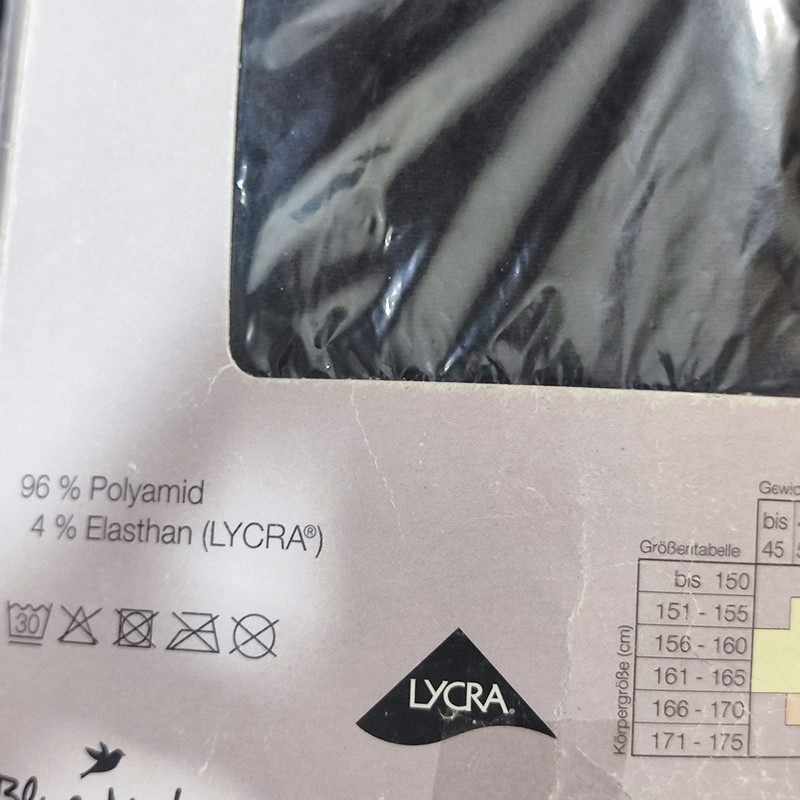 96 % Polyamid
4 % Elasthan (LYCRA®)
30
LYCRA®
Größentabelle
bis
45
Körpergröße (cm)
bis 150
151 - 155
156 - 160
161 - 165
166 - 170
171 - 175